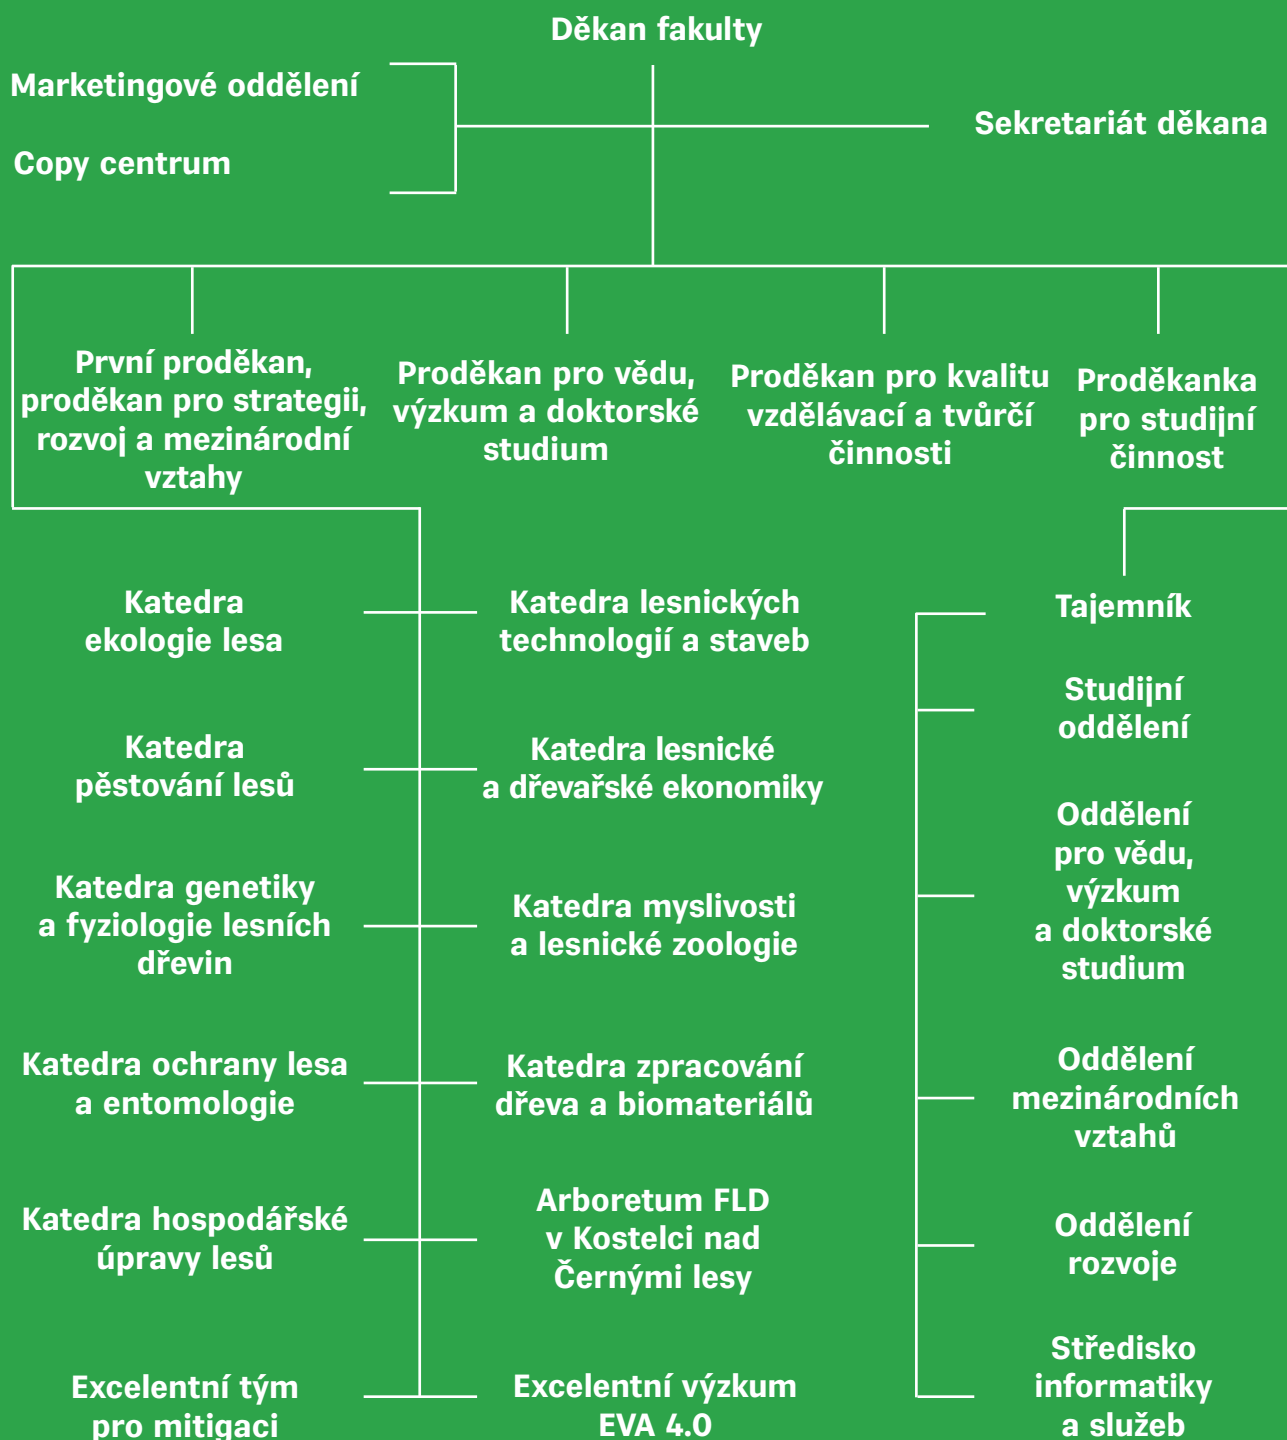 Děkan fakulty
Marketingové oddělení
Copy centrum
Sekretariát děkana
První proděkan,
proděkan pro strategii,
rozvoj a mezinárodní
vztahy
Proděkan pro vědu,
výzkum a doktorské
studium
Proděkan pro kvalitu
vzdělávací a tvůrčí
činnosti
Proděkanka
pro studijní
činnost
Katedra
ekologie lesa
Katedra
pěstování lesů
Katedra genetiky
a fyziologie lesních
dřevin
Katedra ochrany lesa
a entomologie
Katedra hospodářské
úpravy lesů
Excelentní tým
pro mitigaci
Katedra lesnických
technologií a staveb
Katedra lesnické
a dřevařské ekonomiky
Katedra myslivosti
a lesnické zoologie
Katedra zpracování
dřeva a biomateriálů
Arboretum FLD
v Kostelci nad
Černými lesy
Excelentní výzkum
EVA 4.0
Tajemník
Studijní
oddělení
Oddělení
pro vědu,
výzkum
a doktorské
studium
Oddělení
mezinárodních
vztahů
Oddělení
rozvoje
Středisko
informatiky
a služeb